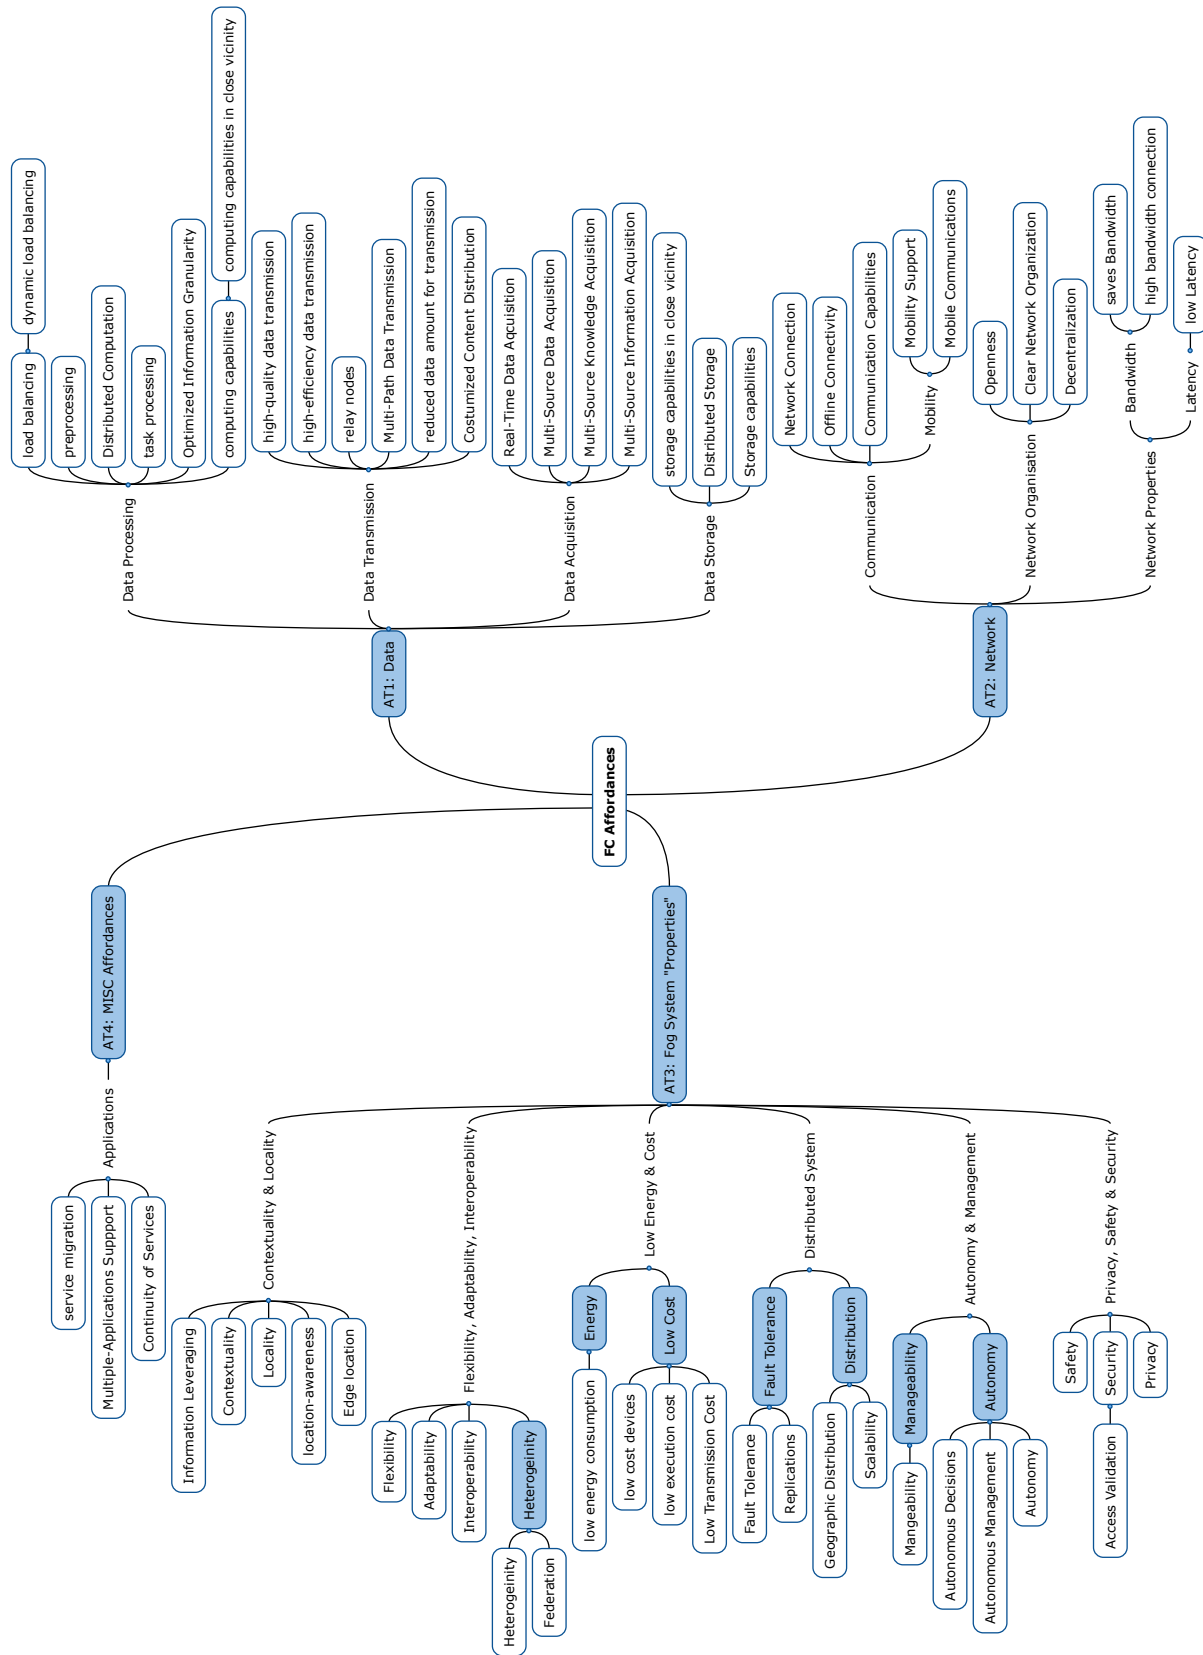 FC Affordances
AT1: Data
Data Processing
load balancing
dynamic load balancing
preprocessing
Distributed Computation
task processing
Optimized Information Granularity
computing capabilities
computing capabilities in close vicinity
Data Transmission
high-quality data transmission
high-efficiency data transmission
relay nodes
Multi-Path Data Transmission
reduced data amount for transmission
Costumized Content Distribution
Data Acquisition
Real-Time Data Aqcuisition
Multi-Source Data Acquisition
Multi-Source Knowledge Acquisition
Multi-Source Information Acquisition
Data Storage
storage capabilities in close vicinity
Distributed Storage
Storage capabilities
AT2: Network
Communication
Network Connection
Offline Connectivity
Communication Capabilities
Mobility
Mobility Support
Mobile Communications
Network Organisation
Openness
Clear Network Organization
Decentralization
Network Properties
Bandwidth
saves Bandwidth
high bandwidth connection
Latency
low Latency
AT4: MISC Affordances
Applications
service migration
Multiple-Applications Suppport
Continuity of Services
AT3: Fog System "Properties"
Contextuality & Locality
Information Leveraging
Contextuality
Locality
location-awareness
Edge location
Flexibility, Adaptability, Interoperability
Flexibility
Adaptability
Interoperability
Heterogeinity
Heterogeinity
Federation
Low Energy & Cost
Energy
low energy consumption
Low Cost
low cost devices
low execution cost
Low Transmission Cost
Distributed System
Fault Tolerance
Fault Tolerance
Replications
Distribution
Geographic Distribution
Scalability
Autonomy & Management
Manageability
Mangeability
Autonomy
Autonomous Decisions
Autonomous Management
Autonomy
Privacy, Safety & Security
Safety
Security
Access Validation
Privacy